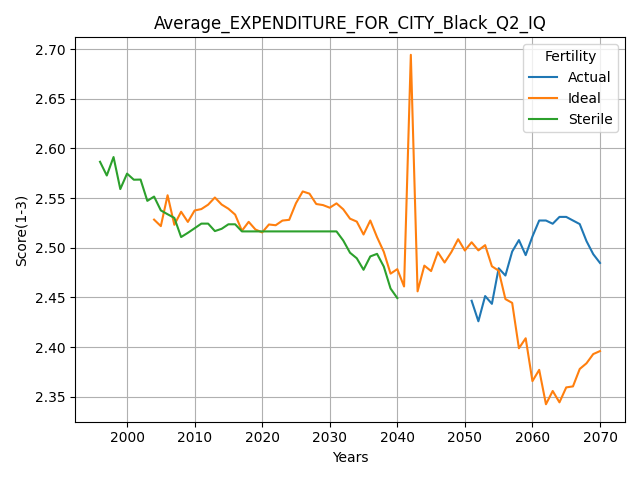 Average_EXPENDITURE_FOR_CITY_Black_Q2_IQ
Fertility
Actual
Ideal
Sterile
Score(1-3)
2.70
2.65
2.60
2.55
2.50
2.45
2.40
2.35
2000 2010 2020 2030 2040 2050 2060 2070
Years